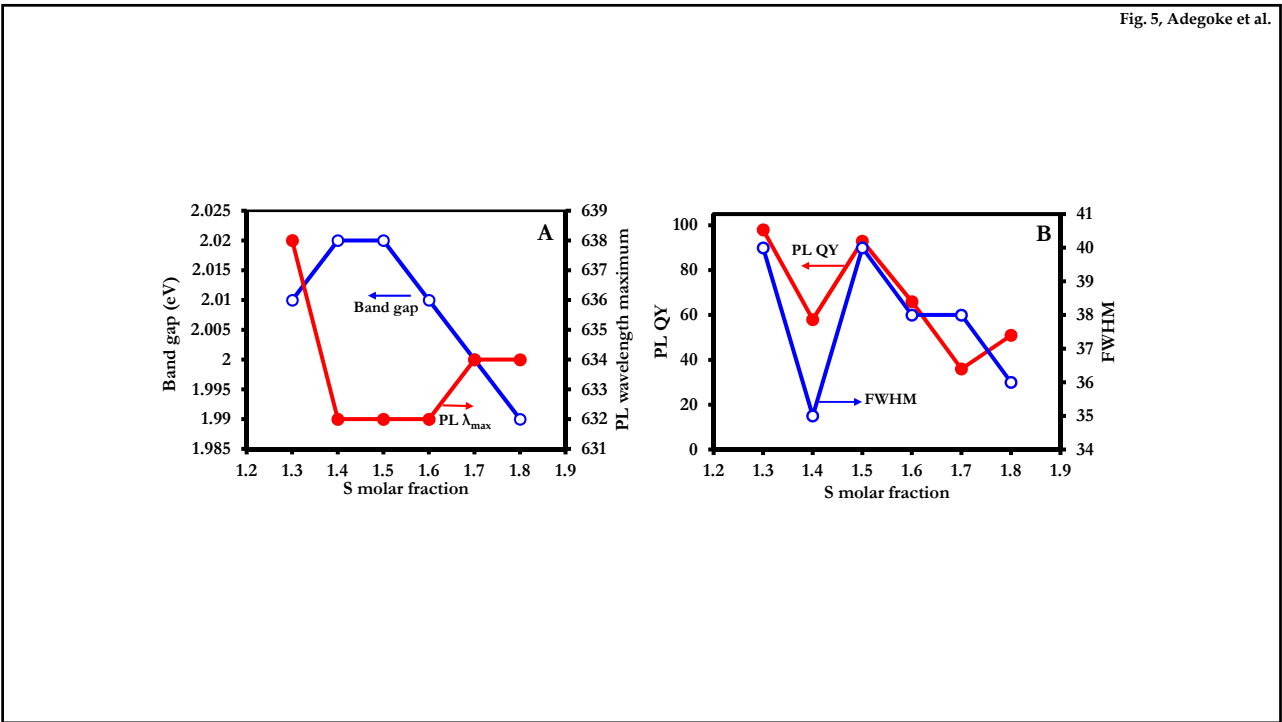 Fig. 5, Adegoke et al.
A
Band gap (eV)
2.025
2.02
2.015
2.01
2.005
2
1.995
1.99
1.985
1.2 1.3 1.4 1.5 1.6 1.7 1.8 1.9
S molar fraction
Band gap
PL λmax
639
638
637
636
635
634
633
632
631
PL wavelength maximum
B
PL QY
100
80
60
40
20
0
1.2 1.3 1.4 1.5 1.6 1.7 1.8 1.9
S molar fraction
PL QY
FWHM
41
40
39
38
37
36
35
34
FWHM